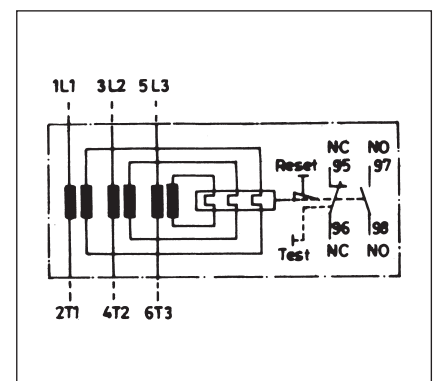 1L1 3L2 5L3
NC NO
Reset 95 97
96 98
Test NC NO
2T1 4T2 6T3